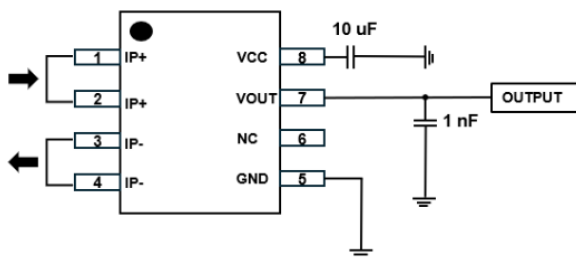 10 uF
1 IP+ VCC 8
2 IP+ VOUT 7 OUTPUT
1 nF
3 IP- NC 6
4 IP- GND 5